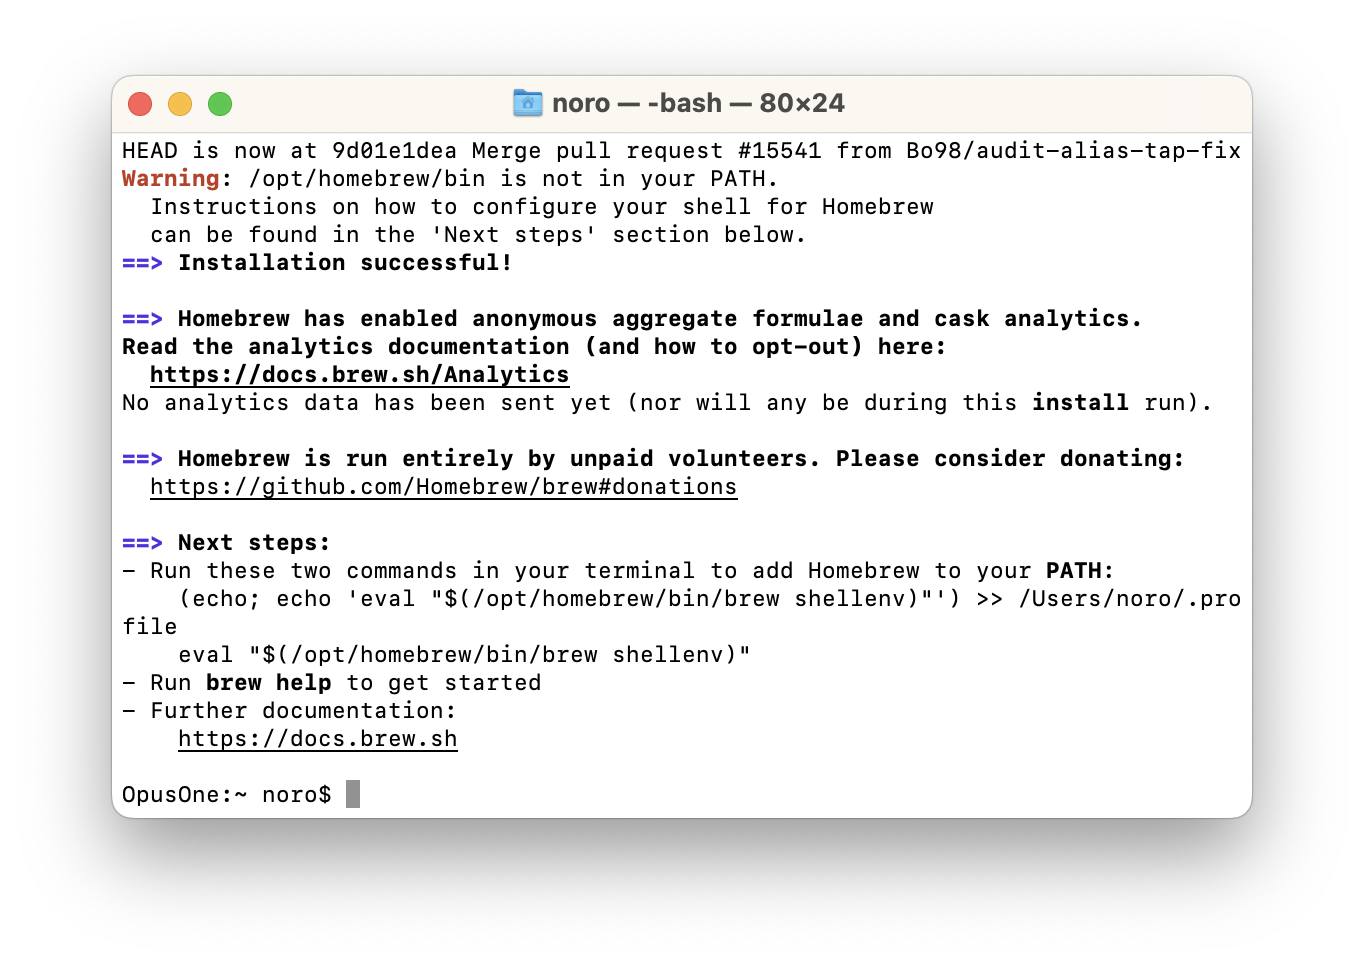 noro — -bash — 80×24
HEAD is now at 9d01e1dea Merge pull request #15541 from Bo98/audit-alias-tap-fix
Warning: /opt/homebrew/bin is not in your PATH.
  Instructions on how to configure your shell for Homebrew
  can be found in the 'Next steps' section below.
==> Installation successful!

==> Homebrew has enabled anonymous aggregate formulae and cask analytics.
Read the analytics documentation (and how to opt-out) here:
  https://docs.brew.sh/Analytics
No analytics data has been sent yet (nor will any be during this install run).

==> Homebrew is run entirely by unpaid volunteers. Please consider donating:
  https://github.com/Homebrew/brew#donations

==> Next steps:
- Run these two commands in your terminal to add Homebrew to your PATH:
    (echo; echo 'eval "$(/opt/homebrew/bin/brew shellenv)"') >> /Users/noro/.pro
file
    eval "$(/opt/homebrew/bin/brew shellenv)"
- Run brew help to get started
- Further documentation:
    https://docs.brew.sh

OpusOne:~ noro$